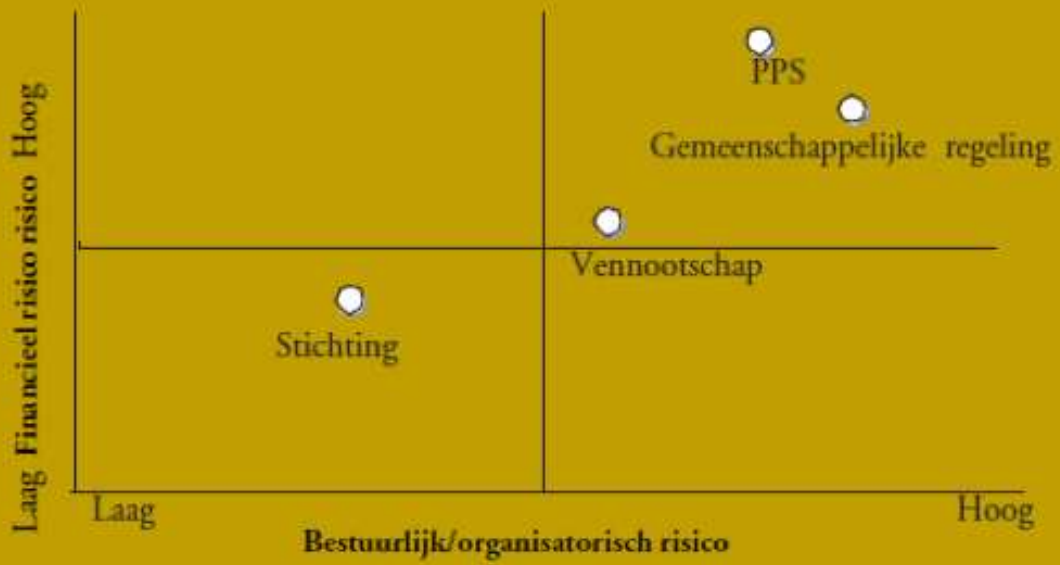 PPS
Gemeenschappelijke regeling
Vennootschap
Stichting
Laag Financieel risico risico Hoog
Laag Hoog
Bestuurlijk/organisatorisch risico